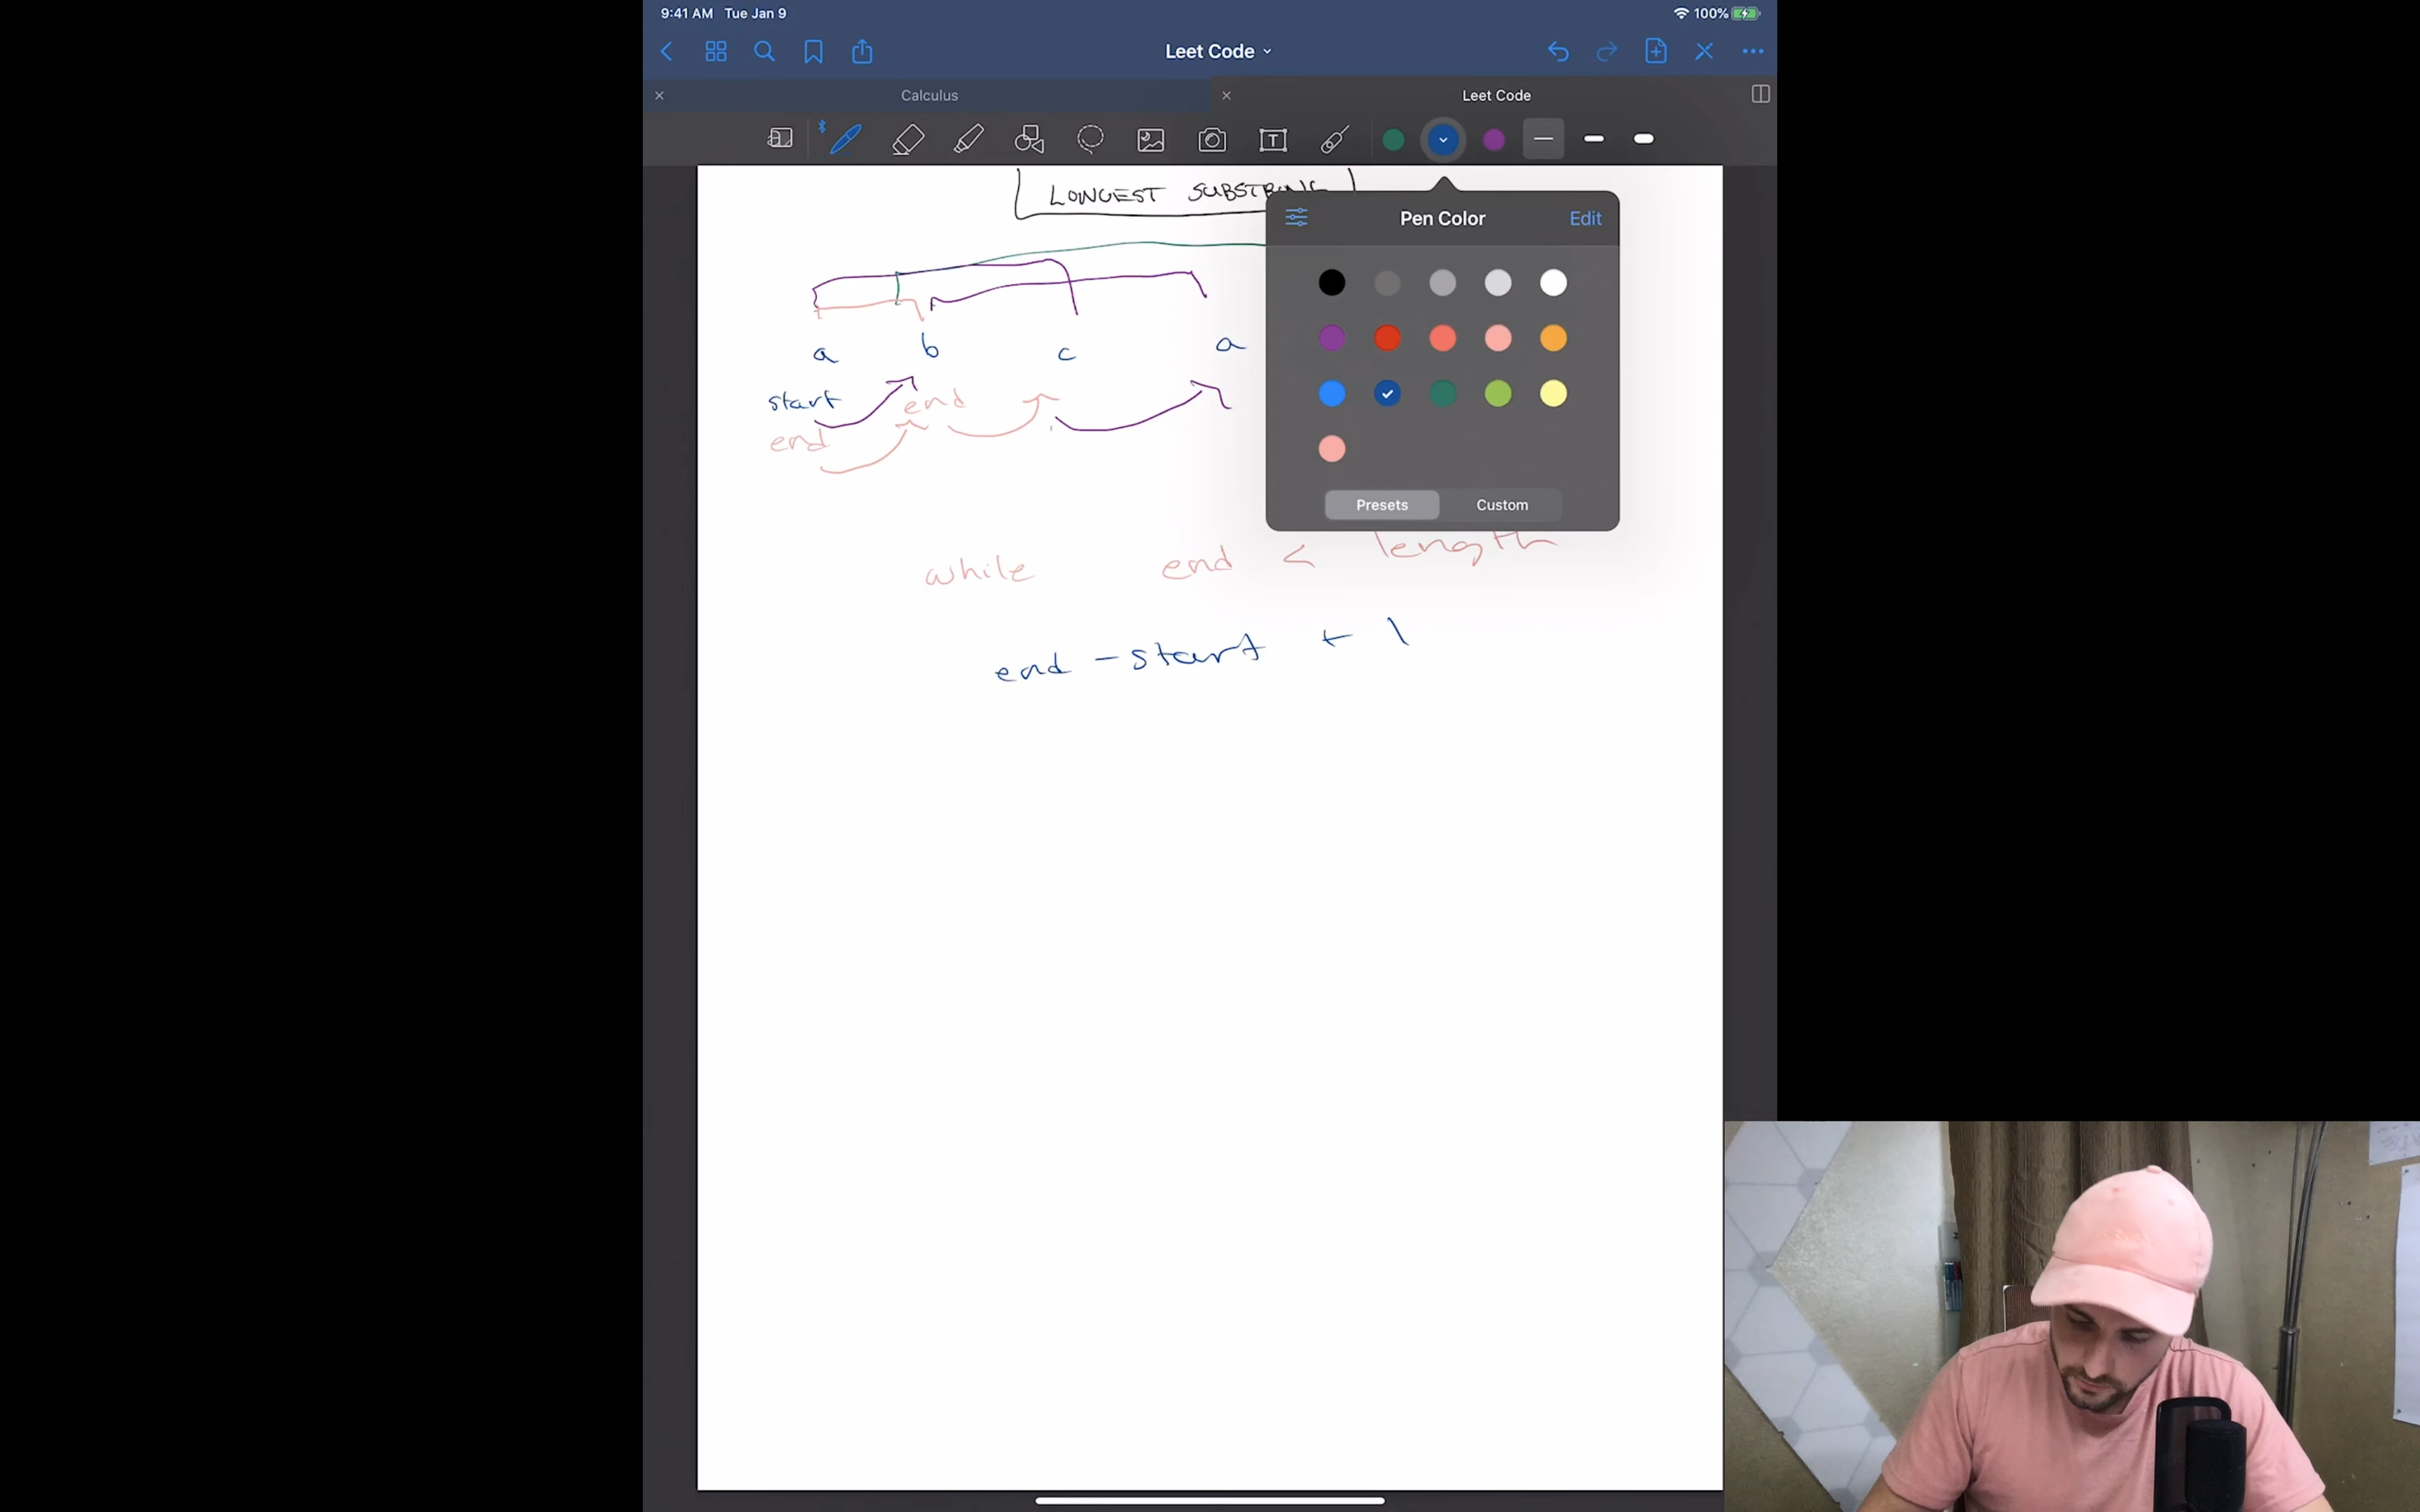 9:41 AM Tue Jan 9 100%
Leet Code
Calculus Leet Code
T
LONGEST SUBSTRING
Pen Color Edit
a b c a
start
end
end
Presets Custom
while end < length
end - start + 1